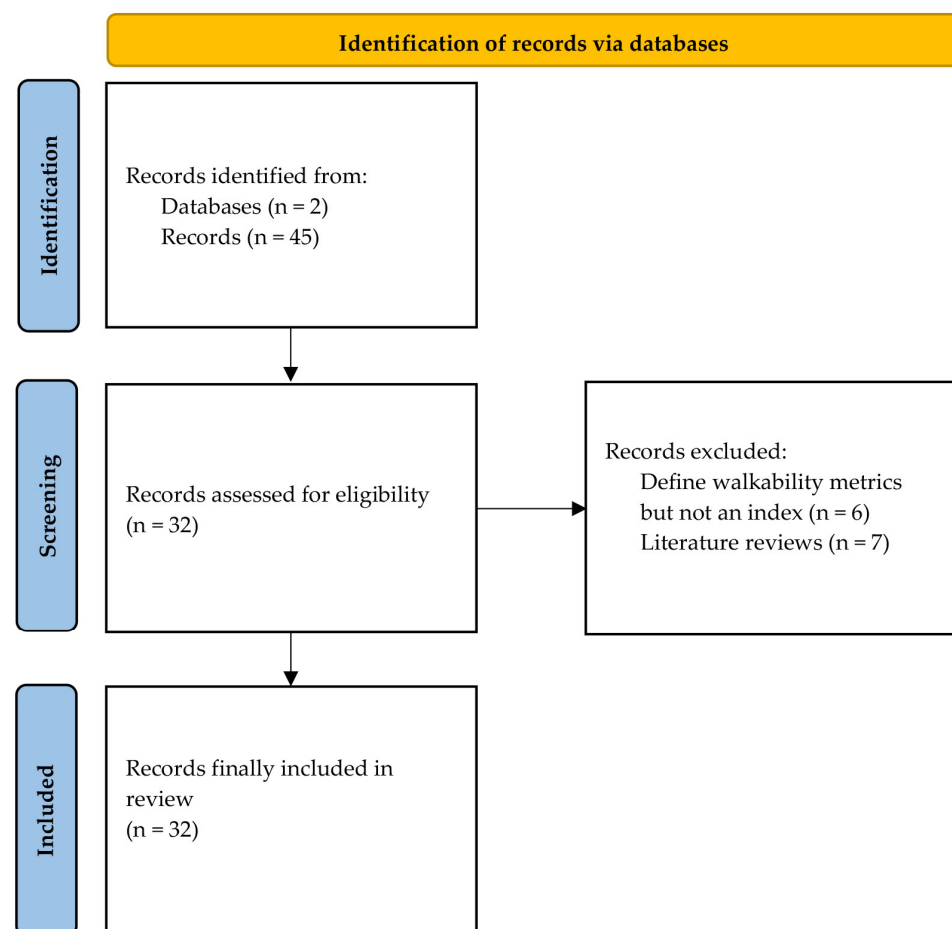 Identification of records via databases
Identification
Records identified from:
Databases (n = 2)
Records (n = 45)
Screening
Records assessed for eligibility
(n = 32)
Records excluded:
Define walkability metrics
but not an index (n = 6)
Literature reviews (n = 7)
Included
Records finally included in
review
(n = 32)